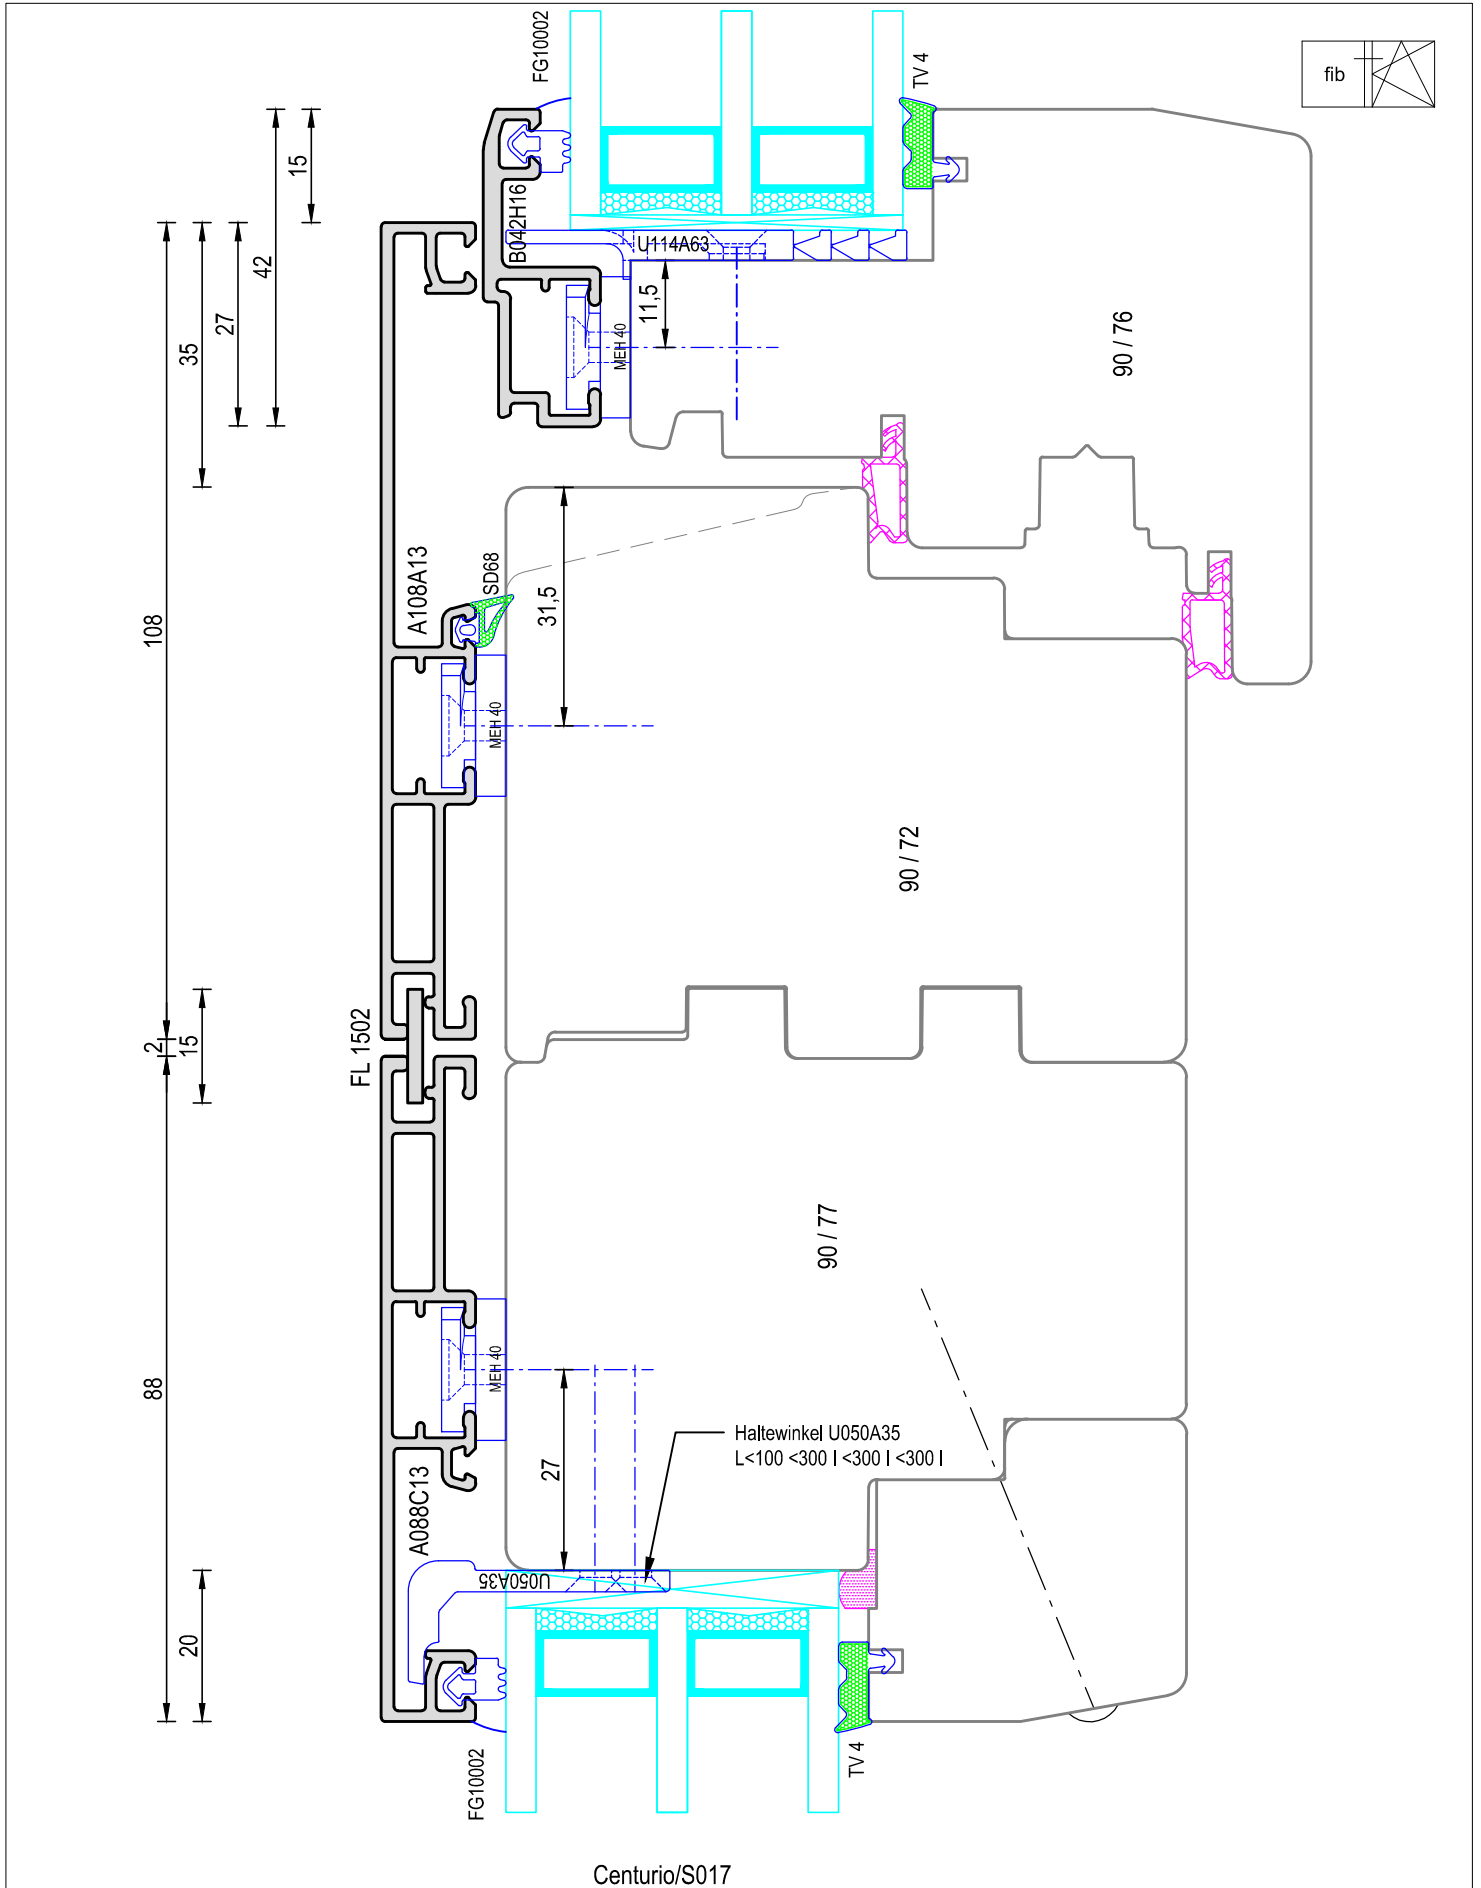 FG10002
TV 4
fib
15
B042H16
U114A63
42
27
35
11,5
MEH 40
90 / 76
A108A13
SD68
31,5
108
MEH 40
90 / 72
FL 1502
2
15
90 / 77
MEH 40
88
27
Haltewinkel U050A35
L<100 <300 | <300 | <300 |
A088C13
U050A35
20
FG10002
TV 4
Centurio/S017